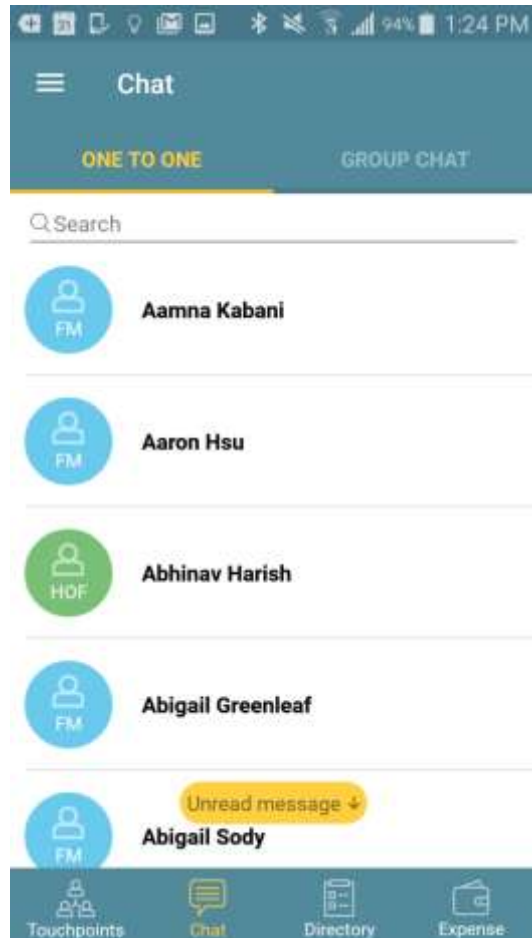 31 94% 1:24 PM
Chat
ONE TO ONE GROUP CHAT
Search
FM
Aamna Kabani
FM
Aaron Hsu
HOF
Abhinav Harish
FM
Abigail Greenleaf
Unread message ↓
FM
Abigail Sody
Touchpoints Chat Directory Expense